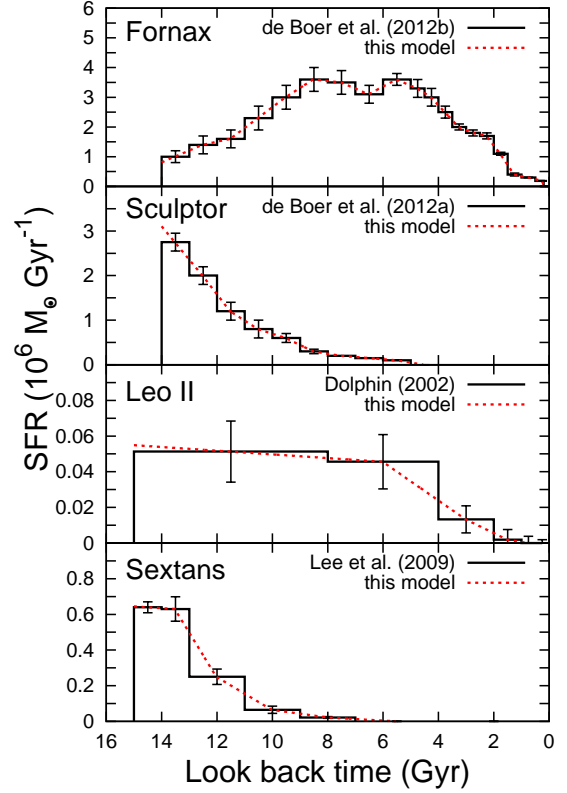 Fornax
de Boer et al. (2012b)
this model
6
5
4
3
2
1
0
Sculptor
de Boer et al. (2012a)
this model
3
2
1
0
Leo II
Dolphin (2002)
this model
0.08
0.06
0.04
0.02
0
Sextans
Lee et al. (2009)
this model
0.8
0.6
0.4
0.2
0
16 14 12 10 8 6 4 2 0
Look back time (Gyr)
SFR (10⁶ M⊙ Gyr⁻¹)